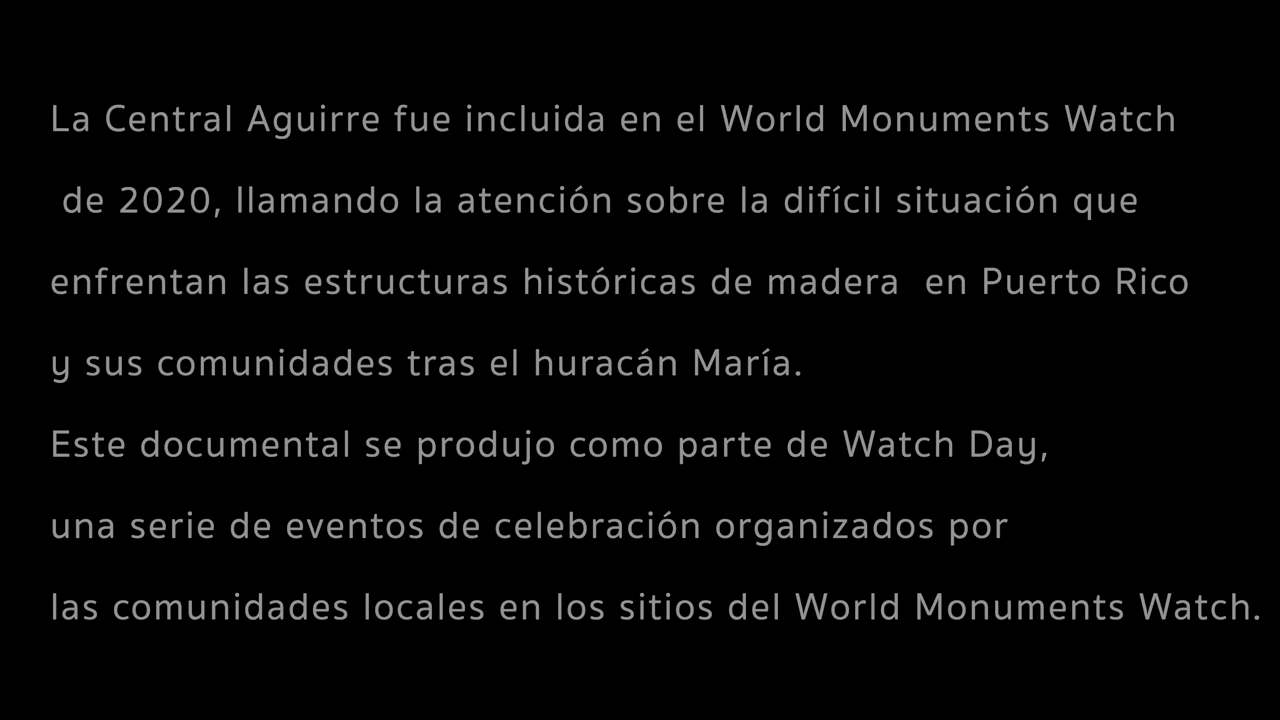 La Central Aguirre fue incluida en el World Monuments Watch
de 2020, llamando la atención sobre la difícil situación que
enfrentan las estructuras históricas de madera en Puerto Rico
y sus comunidades tras el huracán María.
Este documental se produjo como parte de Watch Day,
una serie de eventos de celebración organizados por
las comunidades locales en los sitios del World Monuments Watch.